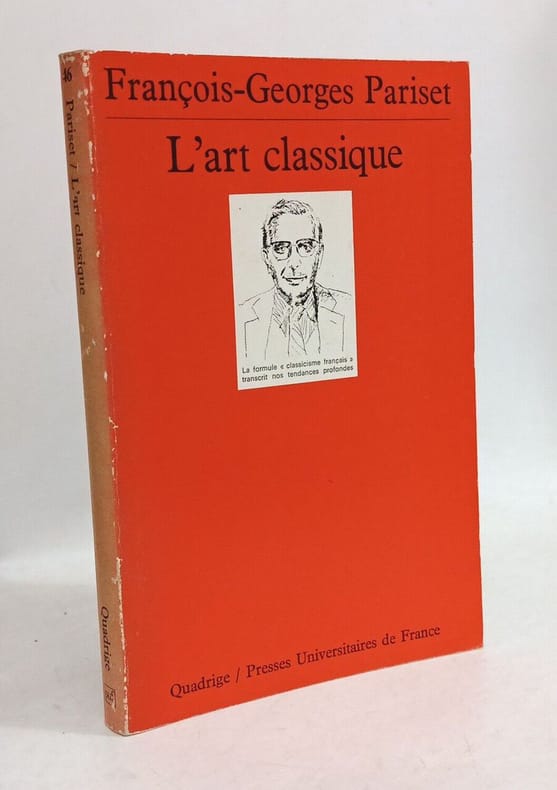 François-Georges Pariset
L'art classique
La formule « classicisme français »
transcrit nos tendances profondes
Quadrige / Presses Universitaires de France
46
Pariset / L'art classique
Quadrige